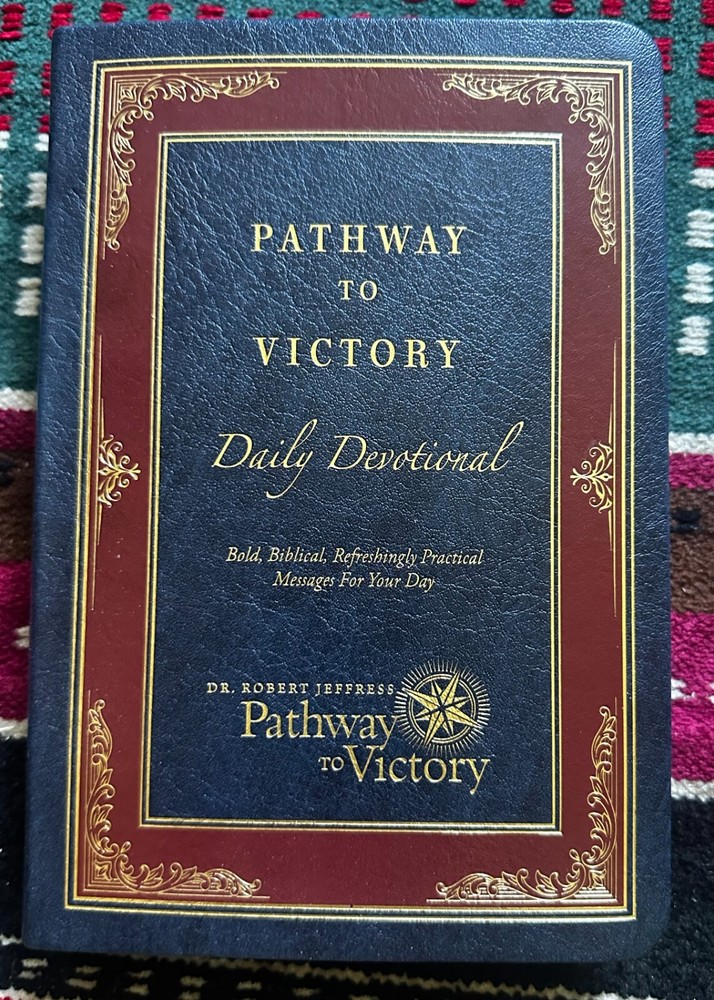 PATHWAY
TO
VICTORY
Daily Devotional
Bold, Biblical, Refreshingly Practical
Messages For Your Day
DR. ROBERT JEFFRESS
Pathway
TO Victory